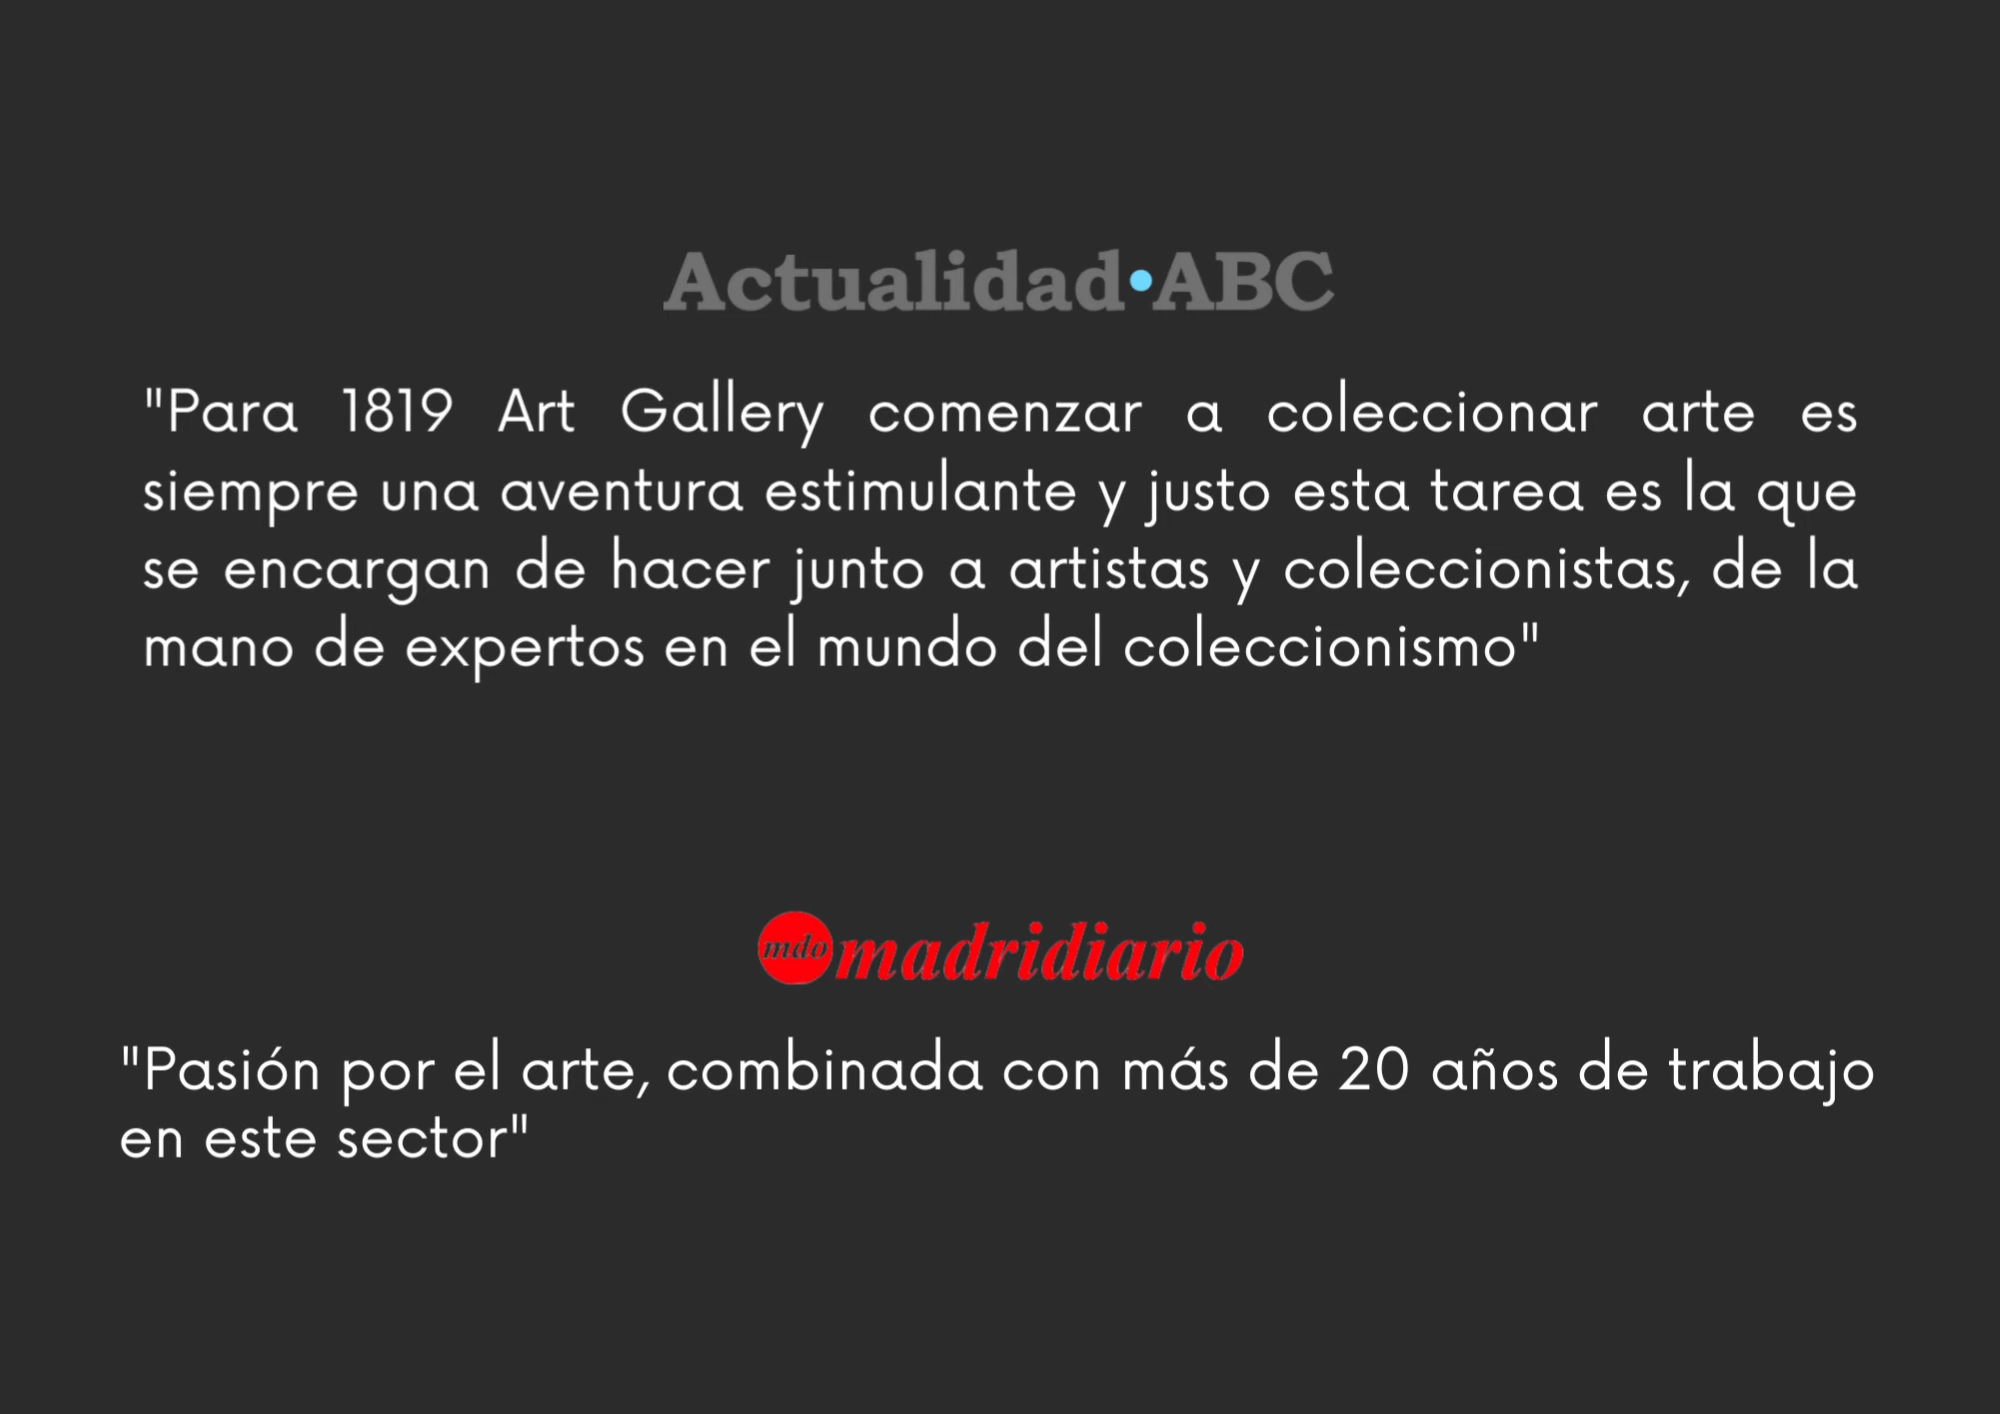 Actualidad•ABC
"Para 1819 Art Gallery comenzar a coleccionar arte es
siempre una aventura estimulante y justo esta tarea es la que
se encargan de hacer junto a artistas y coleccionistas, de la
mano de expertos en el mundo del coleccionismo"
mdo madridiario
"Pasión por el arte, combinada con más de 20 años de trabajo
en este sector"